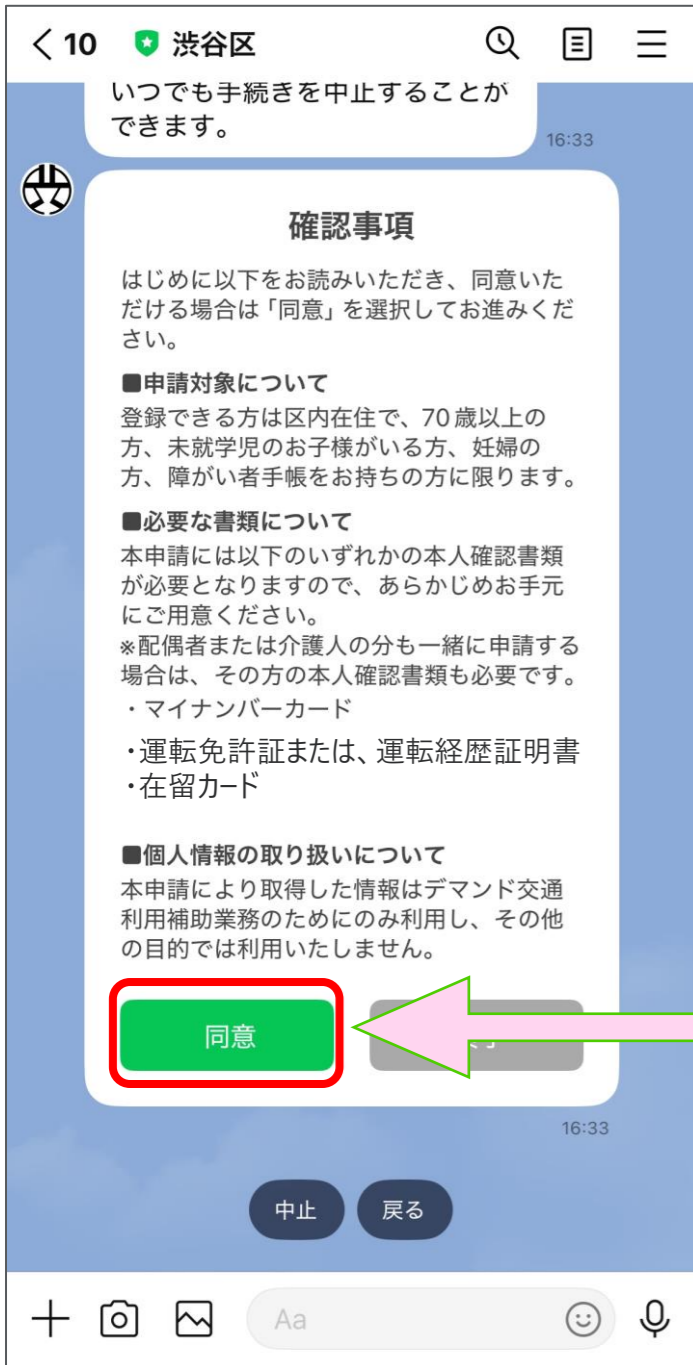 10 渋谷区
いつでも手続きを中止することが
できます。
16:33
確認事項
はじめに以下をお読みいただき、同意いた
だける場合は「同意」を選択してお進みくだ
さい。
■申請対象について
登録できる方は区内在住で、70歳以上の
方、未就学児のお子様がいる方、妊婦の
方、障がい者手帳をお持ちの方に限ります。
■必要な書類について
本申請には以下のいずれかの本人確認書類
が必要となりますので、あらかじめお手元
にご用意ください。
※配偶者または介護人の分も一緒に申請する
場合は、その方の本人確認書類も必要です。
・マイナンバーカード
・運転免許証または、運転経歴証明書
・在留カード
■個人情報の取り扱いについて
本申請により取得した情報はデマンド交通
利用補助業務のためにのみ利用し、その他
の目的では利用いたしません。
同意
16:33
中止 戻る
Aa